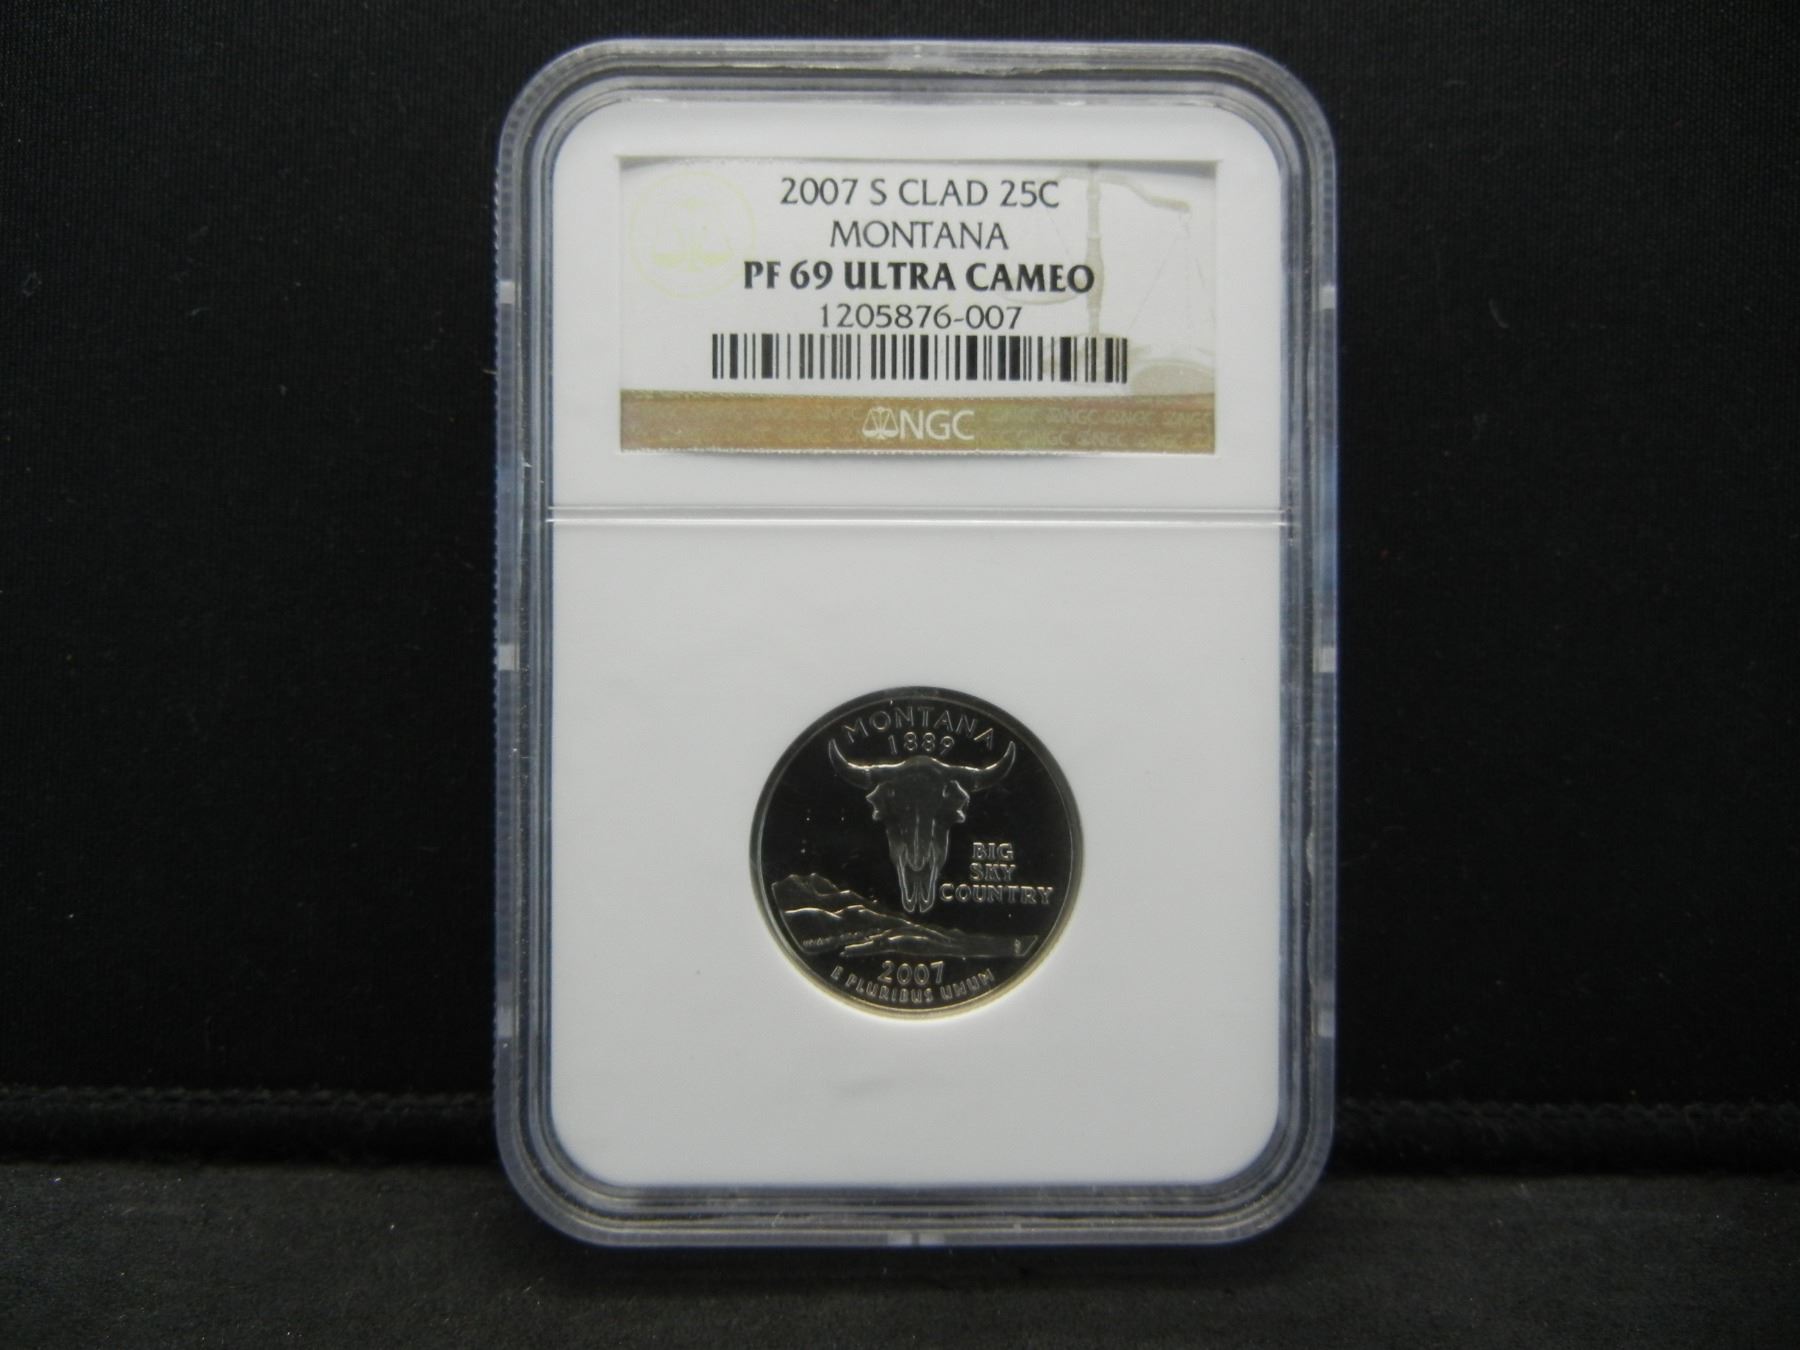 2007 S CLAD 25C
MONTANA
PF 69 ULTRA CAMEO
1205876-007
NGC
MONTANA
1889
BIG
SKY
COUNTRY
2007
E PLURIBUS UNUM